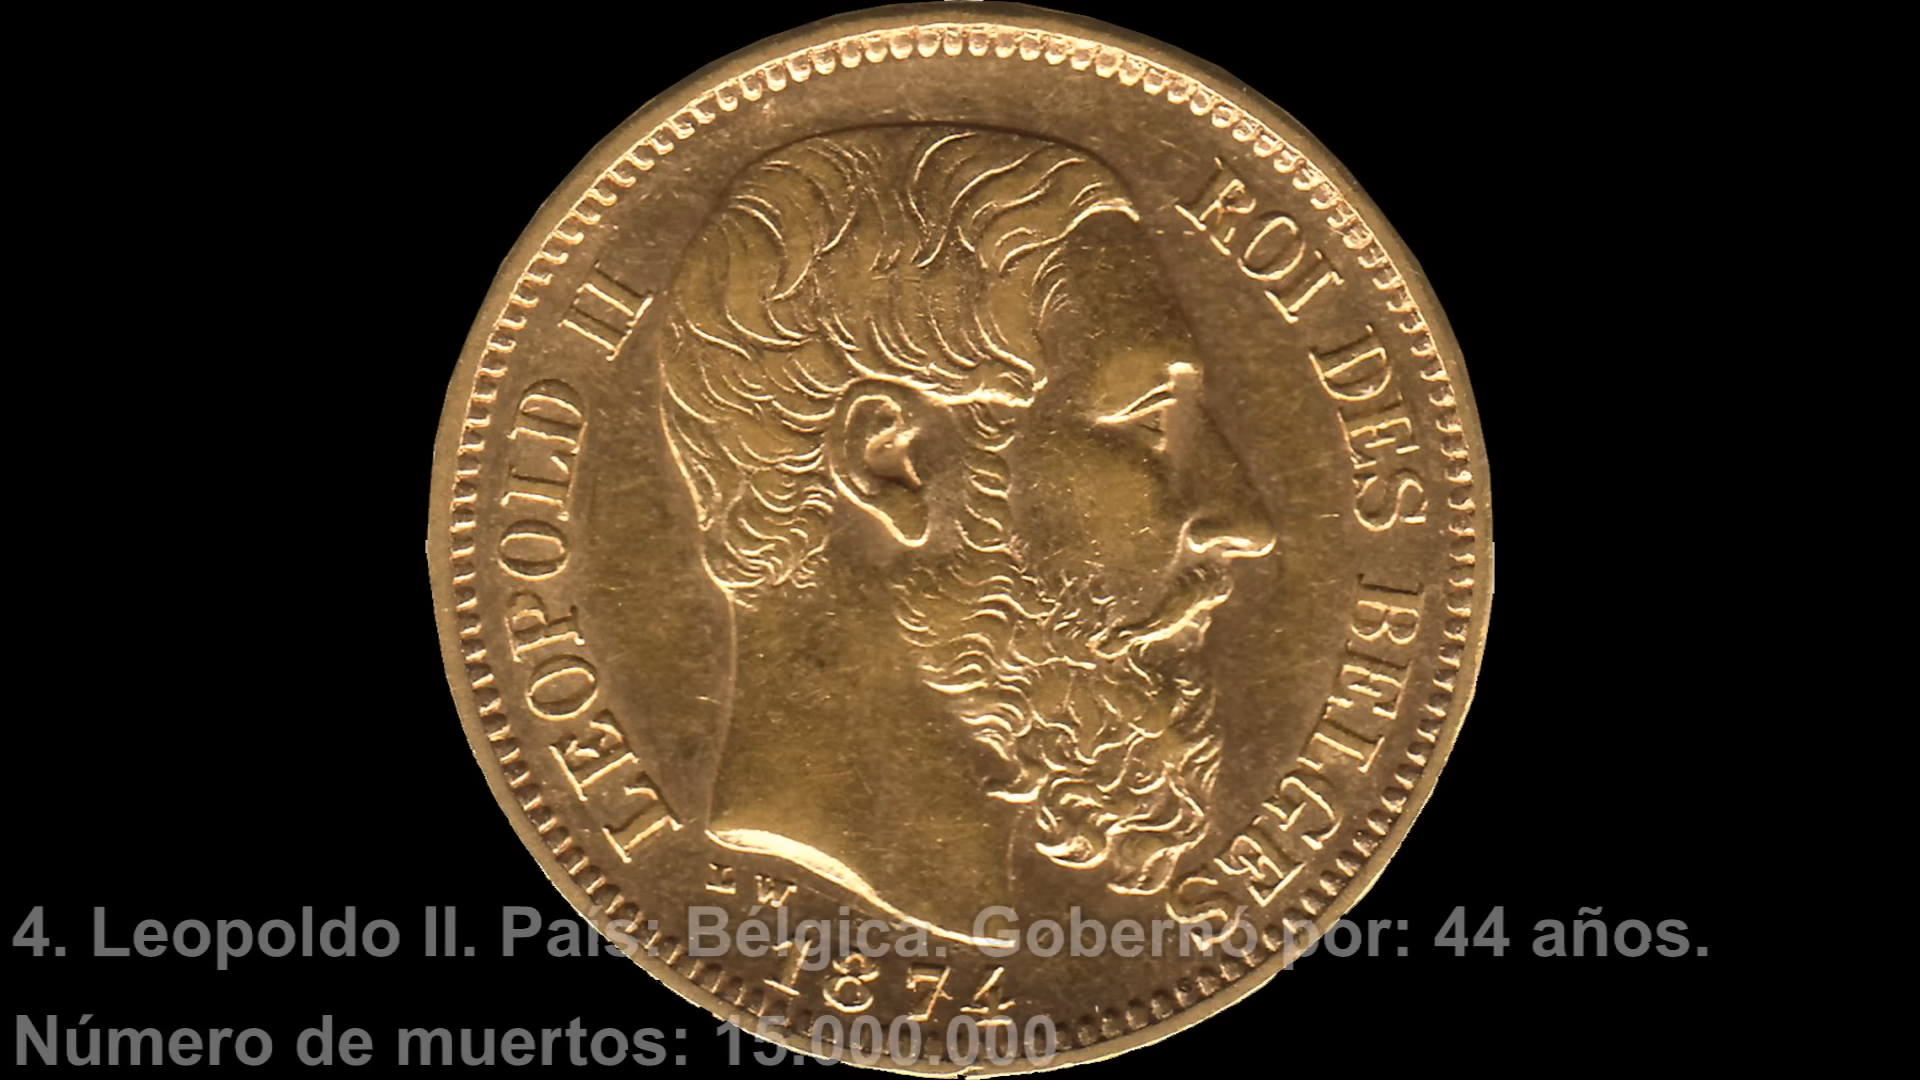 LEOPOLD II ROI DES BELGES
L W
1874
4. Leopoldo II. País: Bélgica. Gobernó por: 44 años.
Número de muertos: 15.000.000